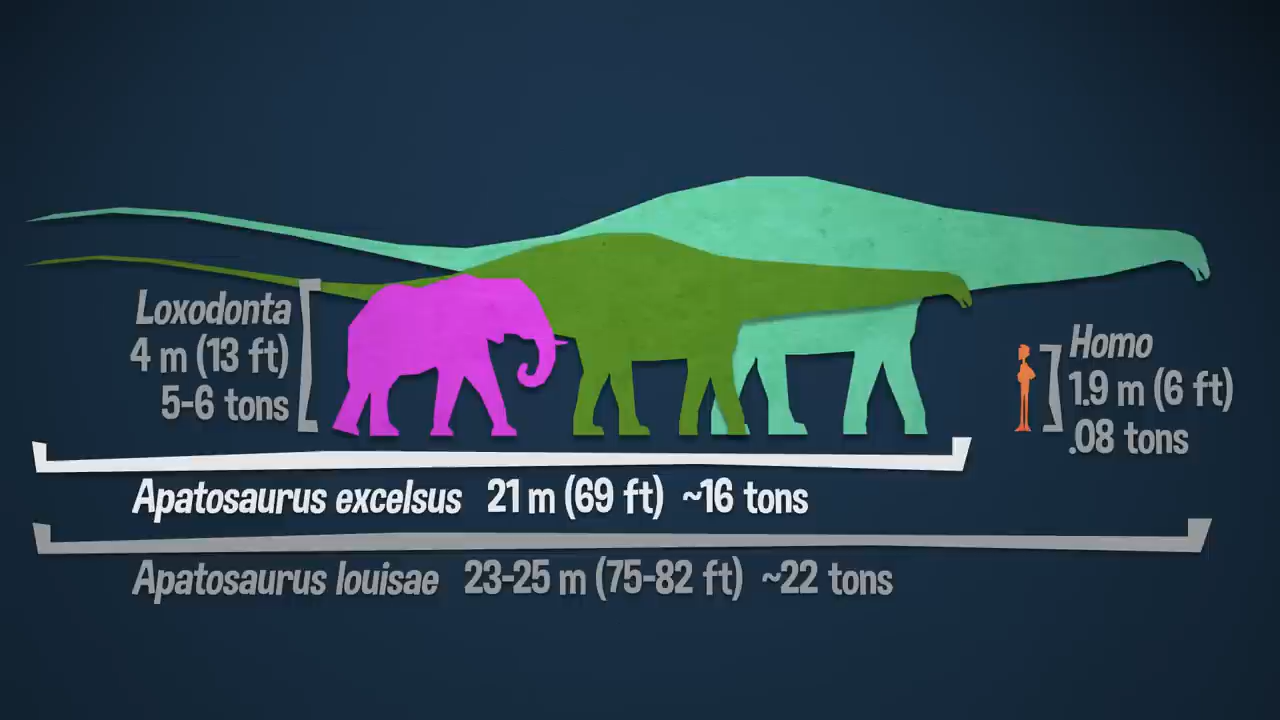 Loxodonta
4 m (13 ft)
5-6 tons
Homo
1.9 m (6 ft)
.08 tons
Apatosaurus excelsus 21 m (69 ft) ~16 tons
Apatosaurus louisae 23-25 m (75-82 ft) ~22 tons